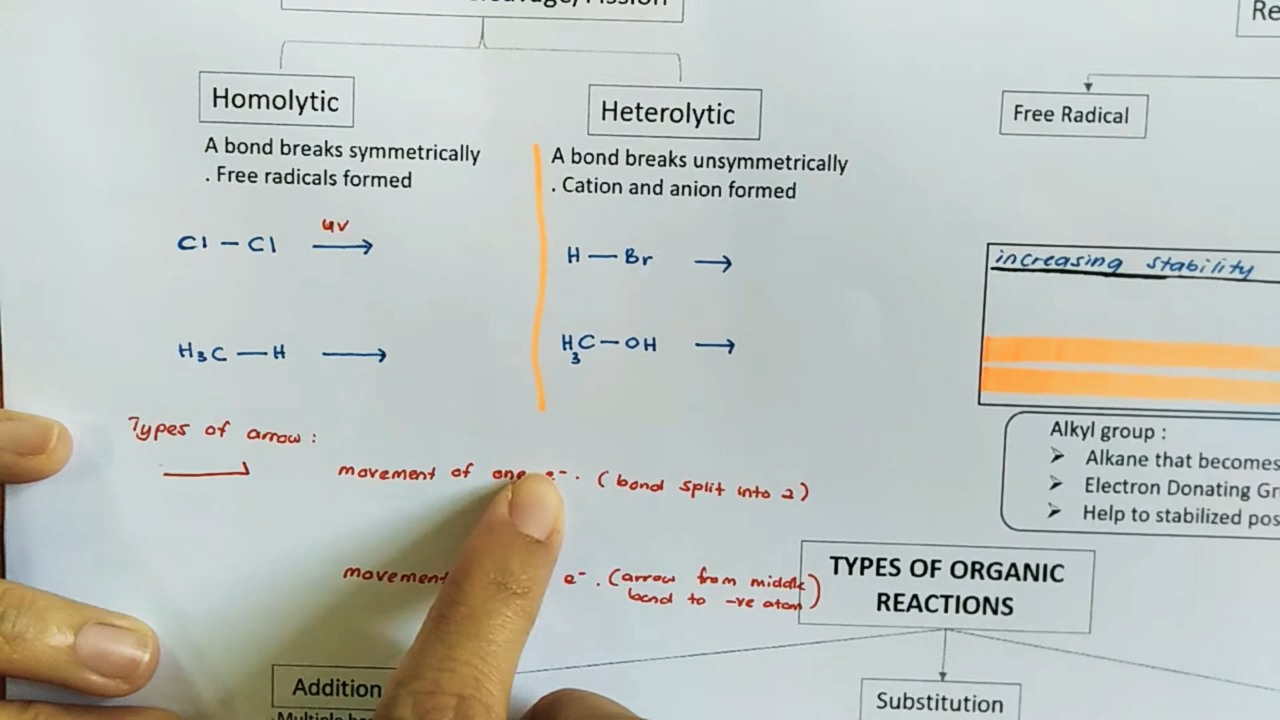 Fission
Homolytic
A bond breaks symmetrically
. Free radicals formed
Cl — Cl uv
H₃C — H
Types of arrow :
movement of one e⁻. (bond split into 2)
movement e⁻. (arrow from middle
bond to -ve atom)
Heterolytic
A bond breaks unsymmetrically
. Cation and anion formed
H — Br →
H₃C — OH →
Re
Free Radical
increasing stability
Alkyl group :
➢ Alkane that becomes
➢ Electron Donating Gr
➢ Help to stabilized pos
TYPES OF ORGANIC
REACTIONS
Addition
Substitution